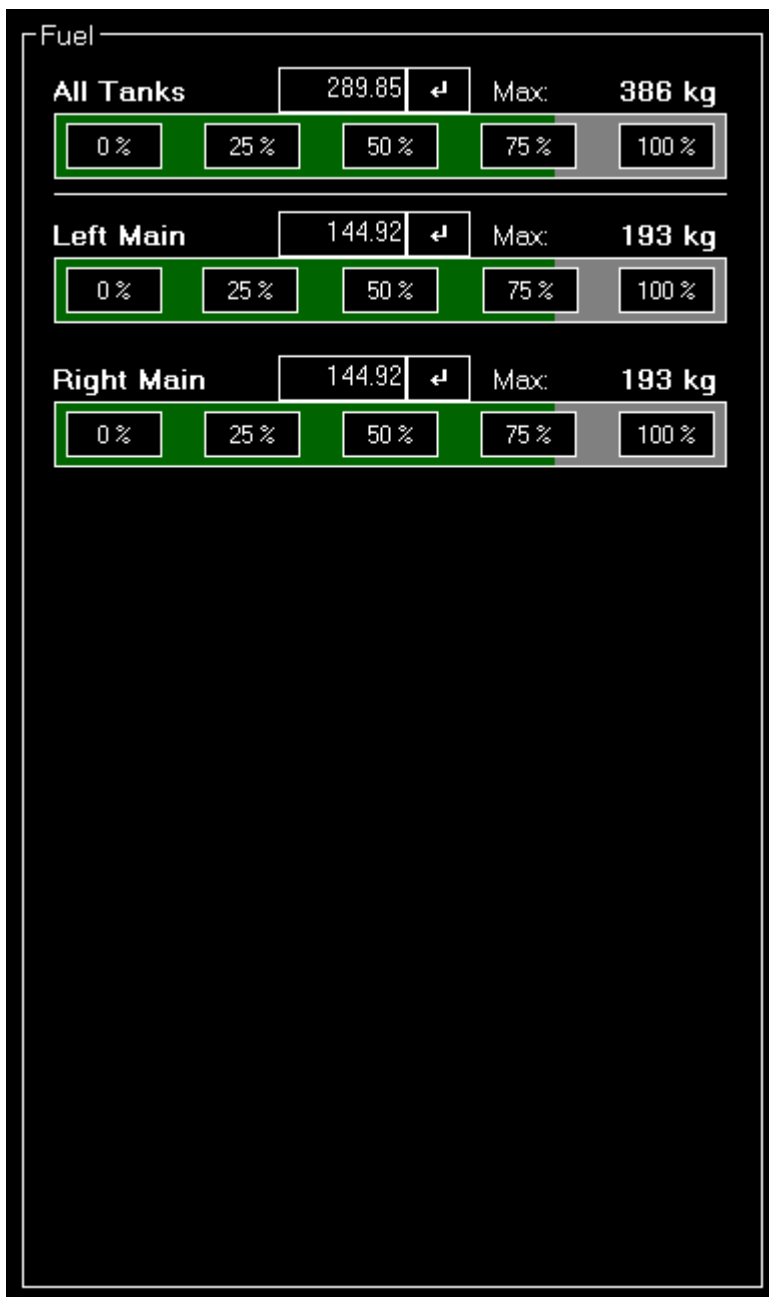 Fuel
All Tanks 289.85 ↵ Max: 386 kg
0 % 25 % 50 % 75 % 100 %
Left Main 144.92 ↵ Max: 193 kg
0 % 25 % 50 % 75 % 100 %
Right Main 144.92 ↵ Max: 193 kg
0 % 25 % 50 % 75 % 100 %